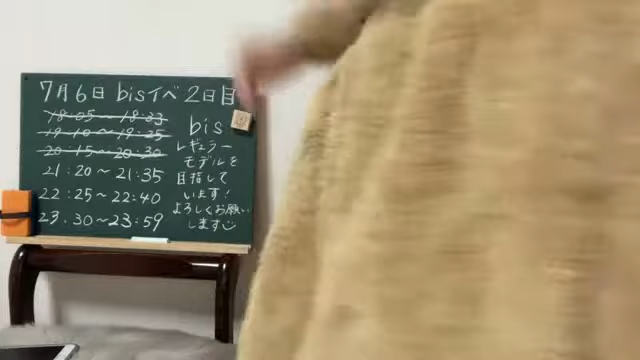 7月6日 bisイベ 2日目
18:05〜18:33
19:10〜19:25
20:15〜20:30
21:20〜21:35
22:25〜22:40
23.30〜23:59
bis
レギュラー
モデルを
目指して
います!
よろしくお願い
します